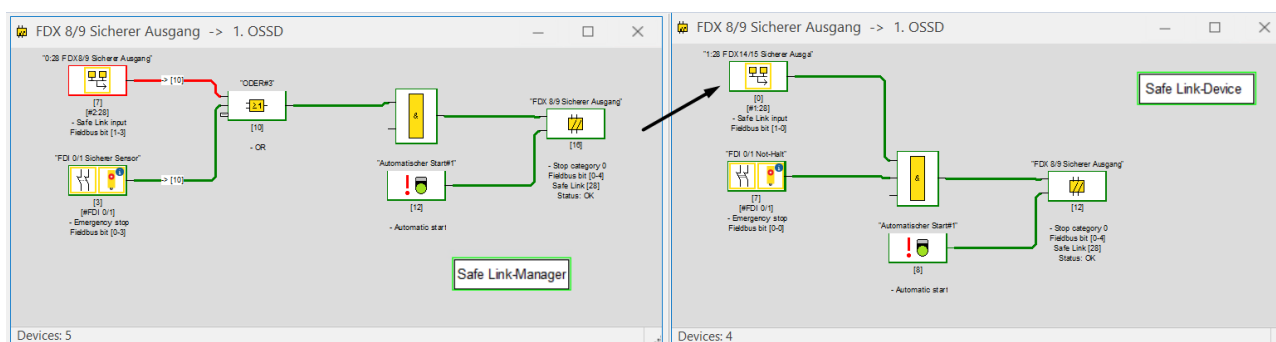 FDX 8/9 Sicherer Ausgang -> 1. OSSD
"0:28 FDX8/9 Sicherer Ausgang"
-> [10]
[7]
[#2:28]
- Safe Link input
Fieldbus bit [1-3]
"ODER#3"
≥1
[10]
- OR
&
"FDX 8/9 Sicherer Ausgang"
[16]
- Stop category 0
Fieldbus bit [0-4]
Safe Link [28]
Status: OK
"FDI 0/1 Sicherer Sensor"
-> [10]
[3]
[#FDI 0/1]
- Emergency stop
Fieldbus bit [0-3]
"Automatischer Start#1"
[12]
- Automatic start
Safe Link-Manager
Devices: 5
FDX 8/9 Sicherer Ausgang -> 1. OSSD
"1:28 FDX14/15 Sicherer Ausga"
[0]
[#1:28]
- Safe Link input
Fieldbus bit [1-0]
Safe Link-Device
"FDI 0/1 Not-Halt"
[7]
[#FDI 0/1]
- Emergency stop
Fieldbus bit [0-0]
&
"FDX 8/9 Sicherer Ausgang"
[12]
- Stop category 0
Fieldbus bit [0-4]
Safe Link [28]
Status: OK
"Automatischer Start#1"
[8]
- Automatic start
Devices: 4